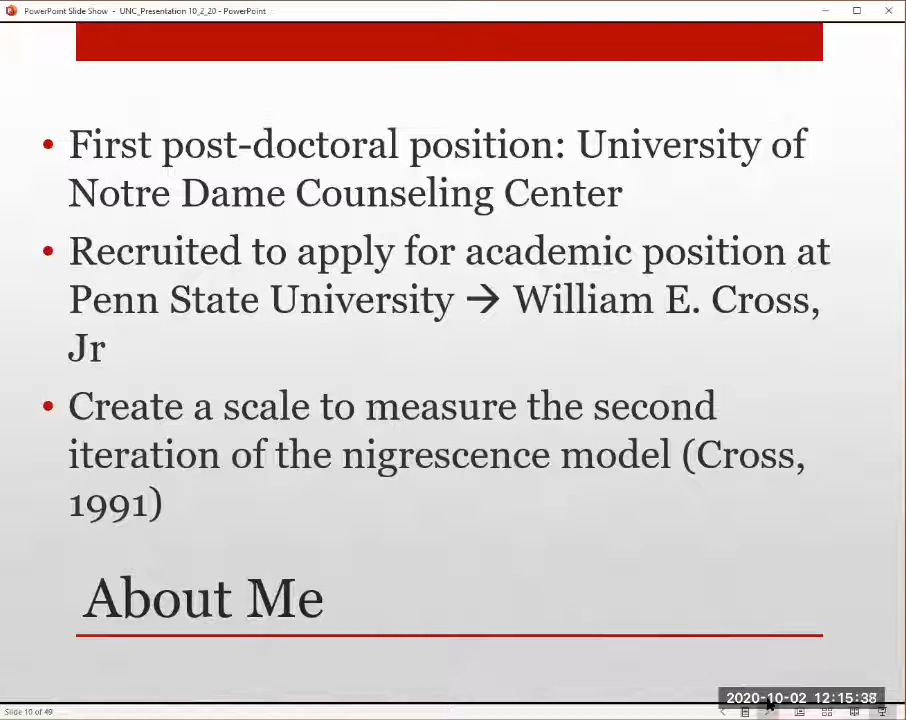 PowerPoint Slide Show - UNC_Presentation 10_2_20 - PowerPoint
• First post-doctoral position: University of
Notre Dame Counseling Center
• Recruited to apply for academic position at
Penn State University → William E. Cross,
Jr
• Create a scale to measure the second
iteration of the nigrescence model (Cross,
1991)
About Me
2020-10-02 12:15:38
Slide 10 of 49